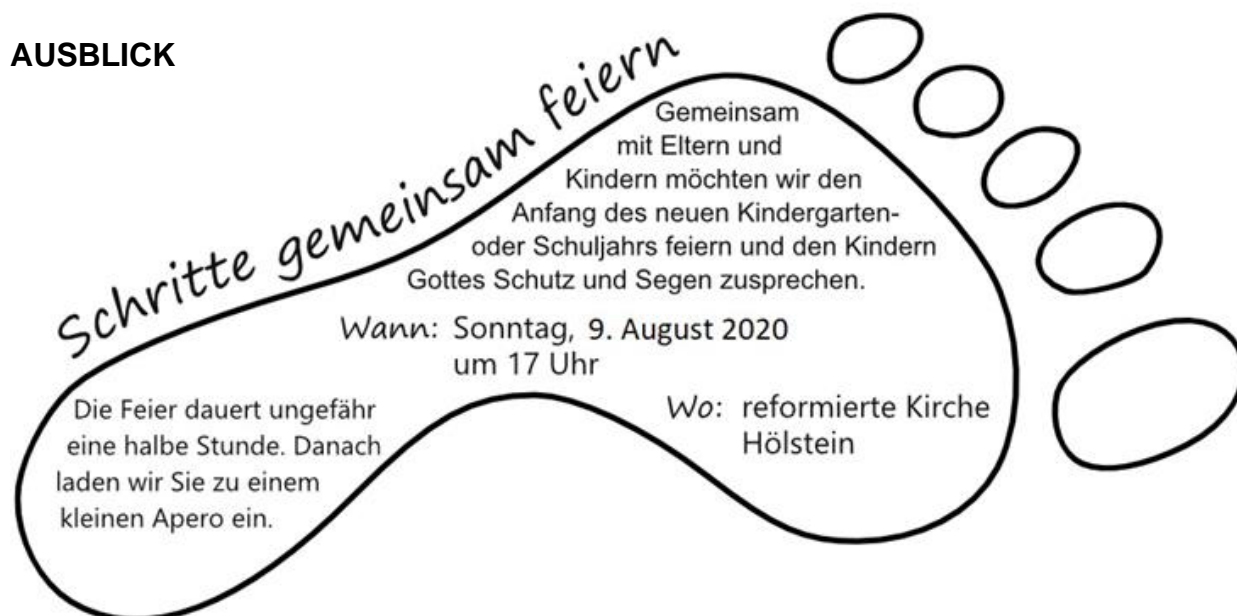 AUSBLICK
Schritte gemeinsam feiern
Gemeinsam
mit Eltern und
Kindern möchten wir den
Anfang des neuen Kindergarten-
oder Schuljahrs feiern und den Kindern
Gottes Schutz und Segen zusprechen.
Wann: Sonntag, 9. August 2020
um 17 Uhr
Wo: reformierte Kirche
Hölstein
Die Feier dauert ungefähr
eine halbe Stunde. Danach
laden wir Sie zu einem
kleinen Apero ein.